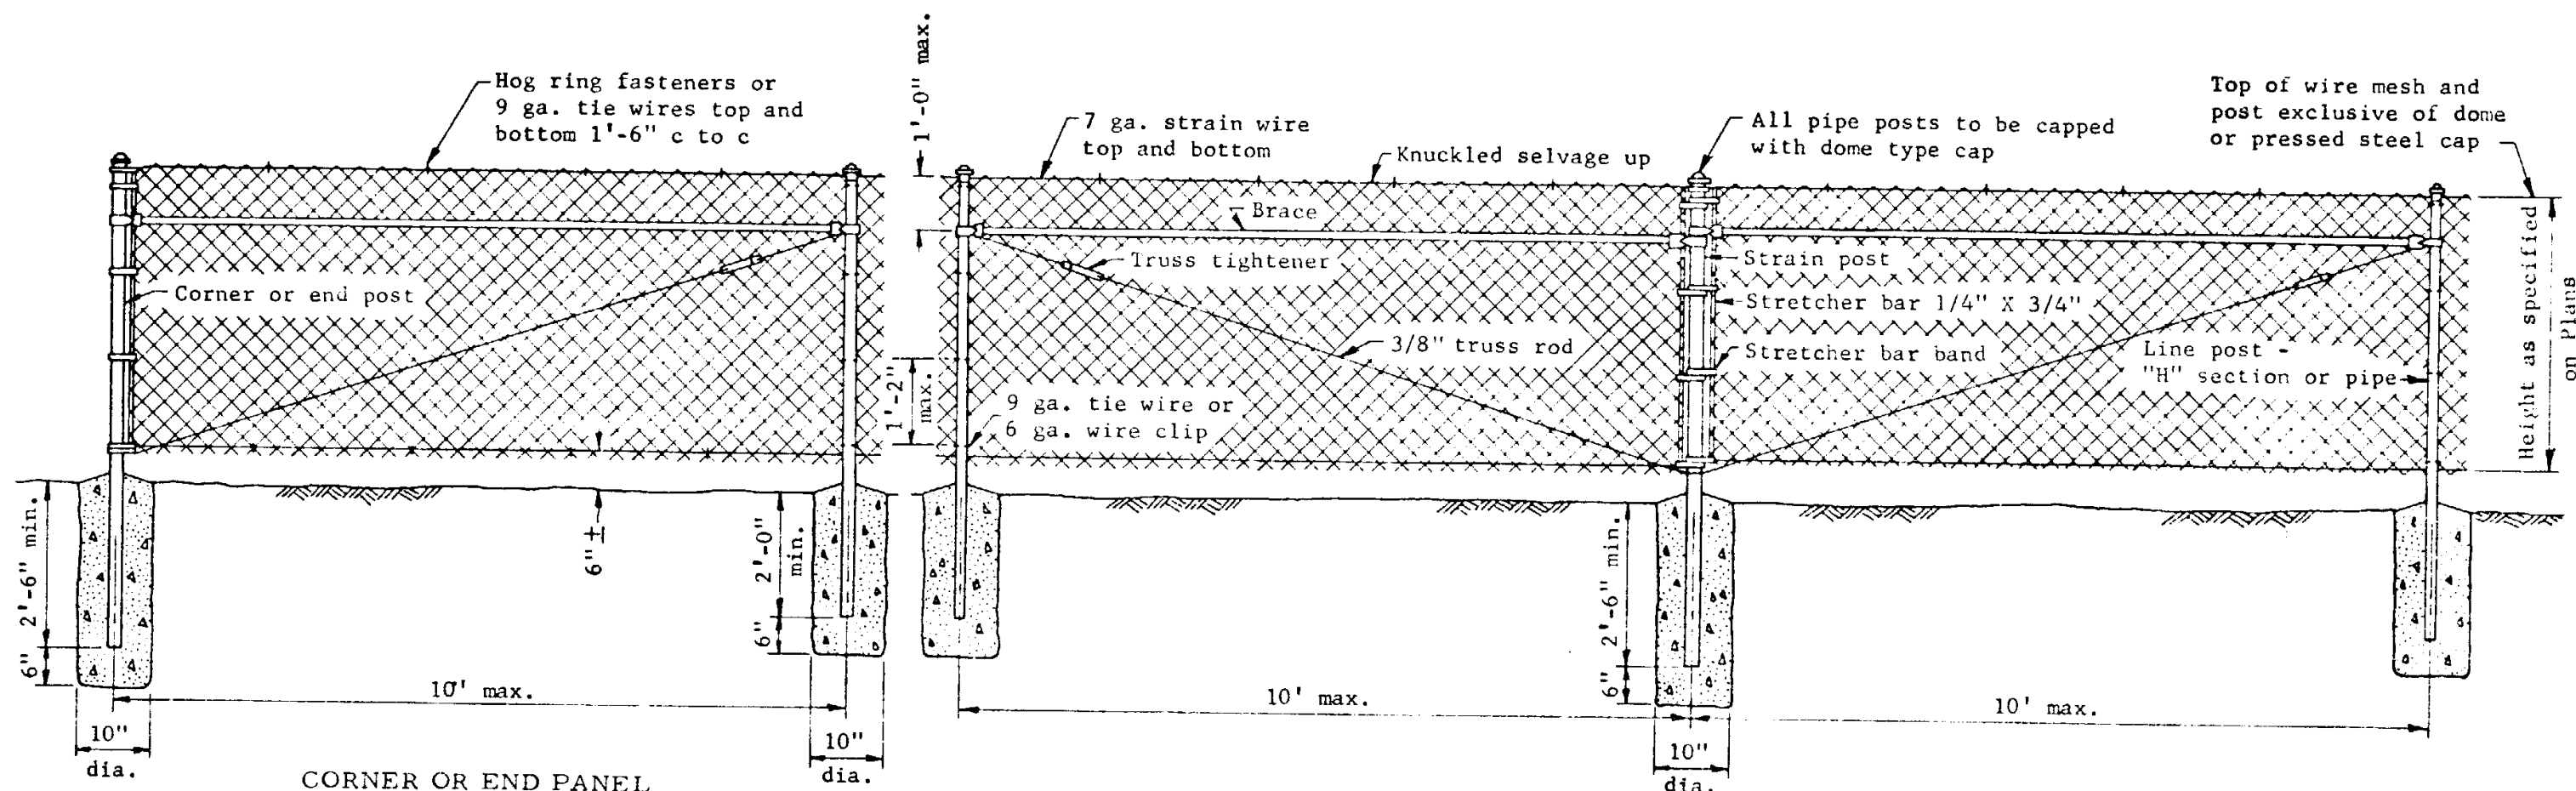 Hog ring fasteners or
9 ga. tie wires top and
bottom 1'-6" c to c
1'-0" max.
7 ga. strain wire
top and bottom
Knuckled selvage up
All pipe posts to be capped
with dome type cap
Top of wire mesh and
post exclusive of dome
or pressed steel cap
Brace
Corner or end post
Truss tightener
Strain post
Stretcher bar 1/4" X 3/4"
3/8" truss rod
Stretcher bar band
Line post -
"H" section or pipe
1'-2"
max.
9 ga. tie wire or
6 ga. wire clip
Height as specified
on Plans
2'-6" min.
6"
6" ±
2'-0"
min.
6"
2'-6" min.
6"
10' max.
10' max.
10' max.
10"
dia.
10"
dia.
10"
dia.
CORNER OR END PANEL